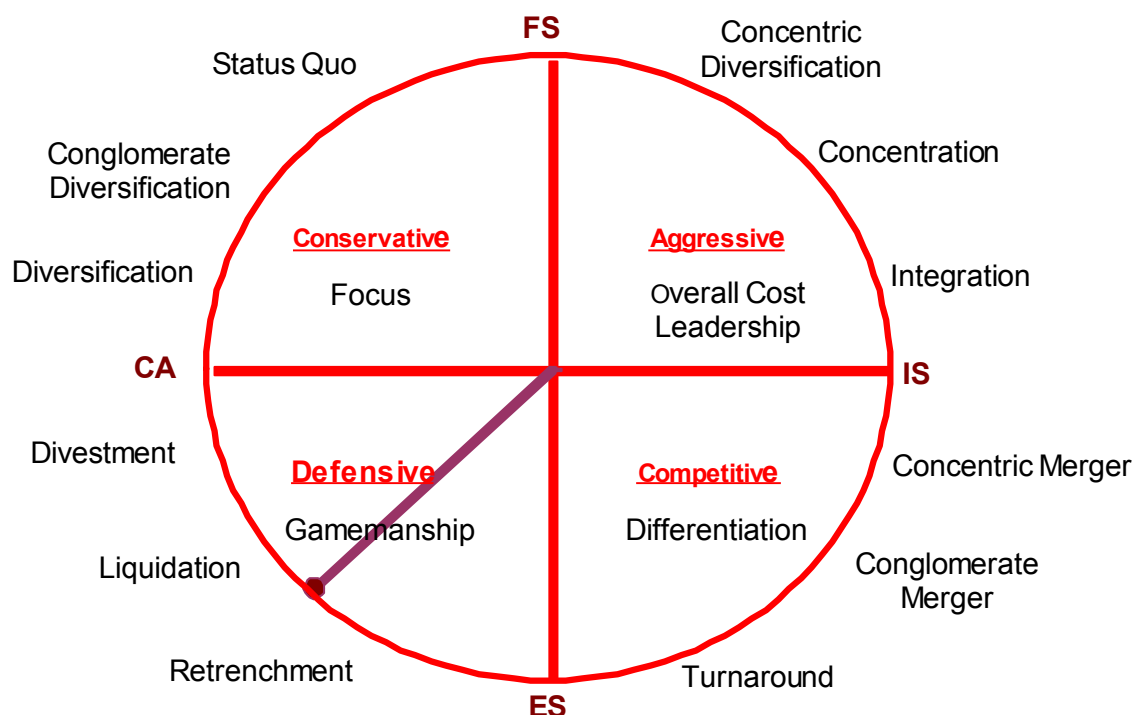 FS
Status Quo
Concentric
Diversification
Conglomerate
Diversification
Concentration
Conservative
Aggressive
Diversification
Focus
Overall Cost
Leadership
Integration
CA
IS
Divestment
Defensive
Competitive
Concentric Merger
Gamemanship
Differentiation
Liquidation
Conglomerate
Merger
Retrenchment
Turnaround
ES